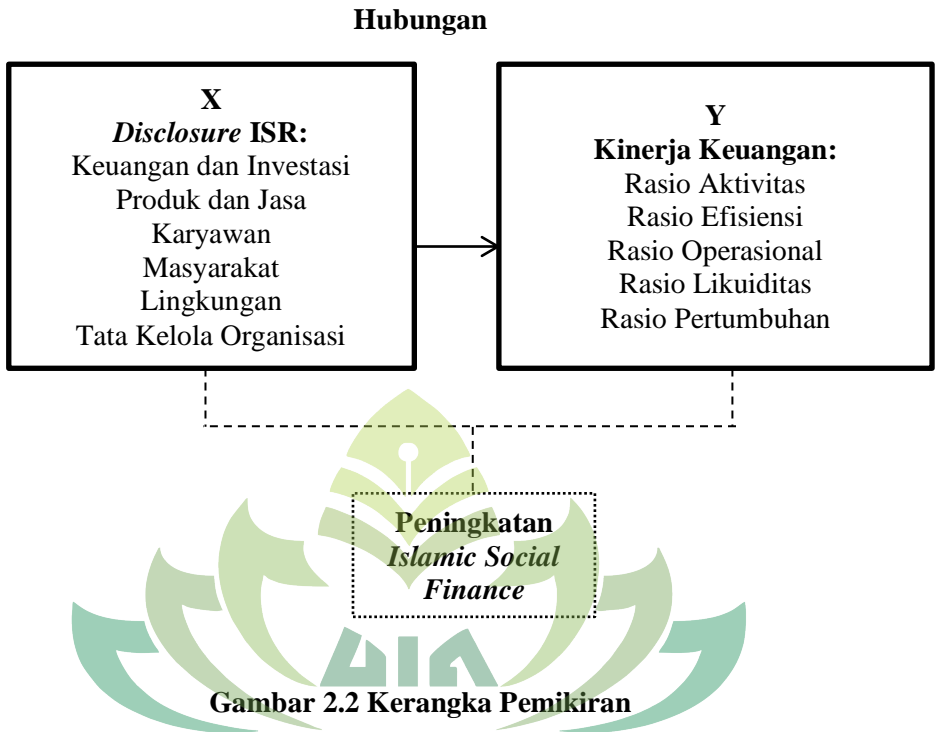 Hubungan
X
Disclosure ISR:
Keuangan dan Investasi
Produk dan Jasa
Karyawan
Masyarakat
Lingkungan
Tata Kelola Organisasi
Y
Kinerja Keuangan:
Rasio Aktivitas
Rasio Efisiensi
Rasio Operasional
Rasio Likuiditas
Rasio Pertumbuhan
Peningkatan
Islamic Social
Finance
UIN
Gambar 2.2 Kerangka Pemikiran